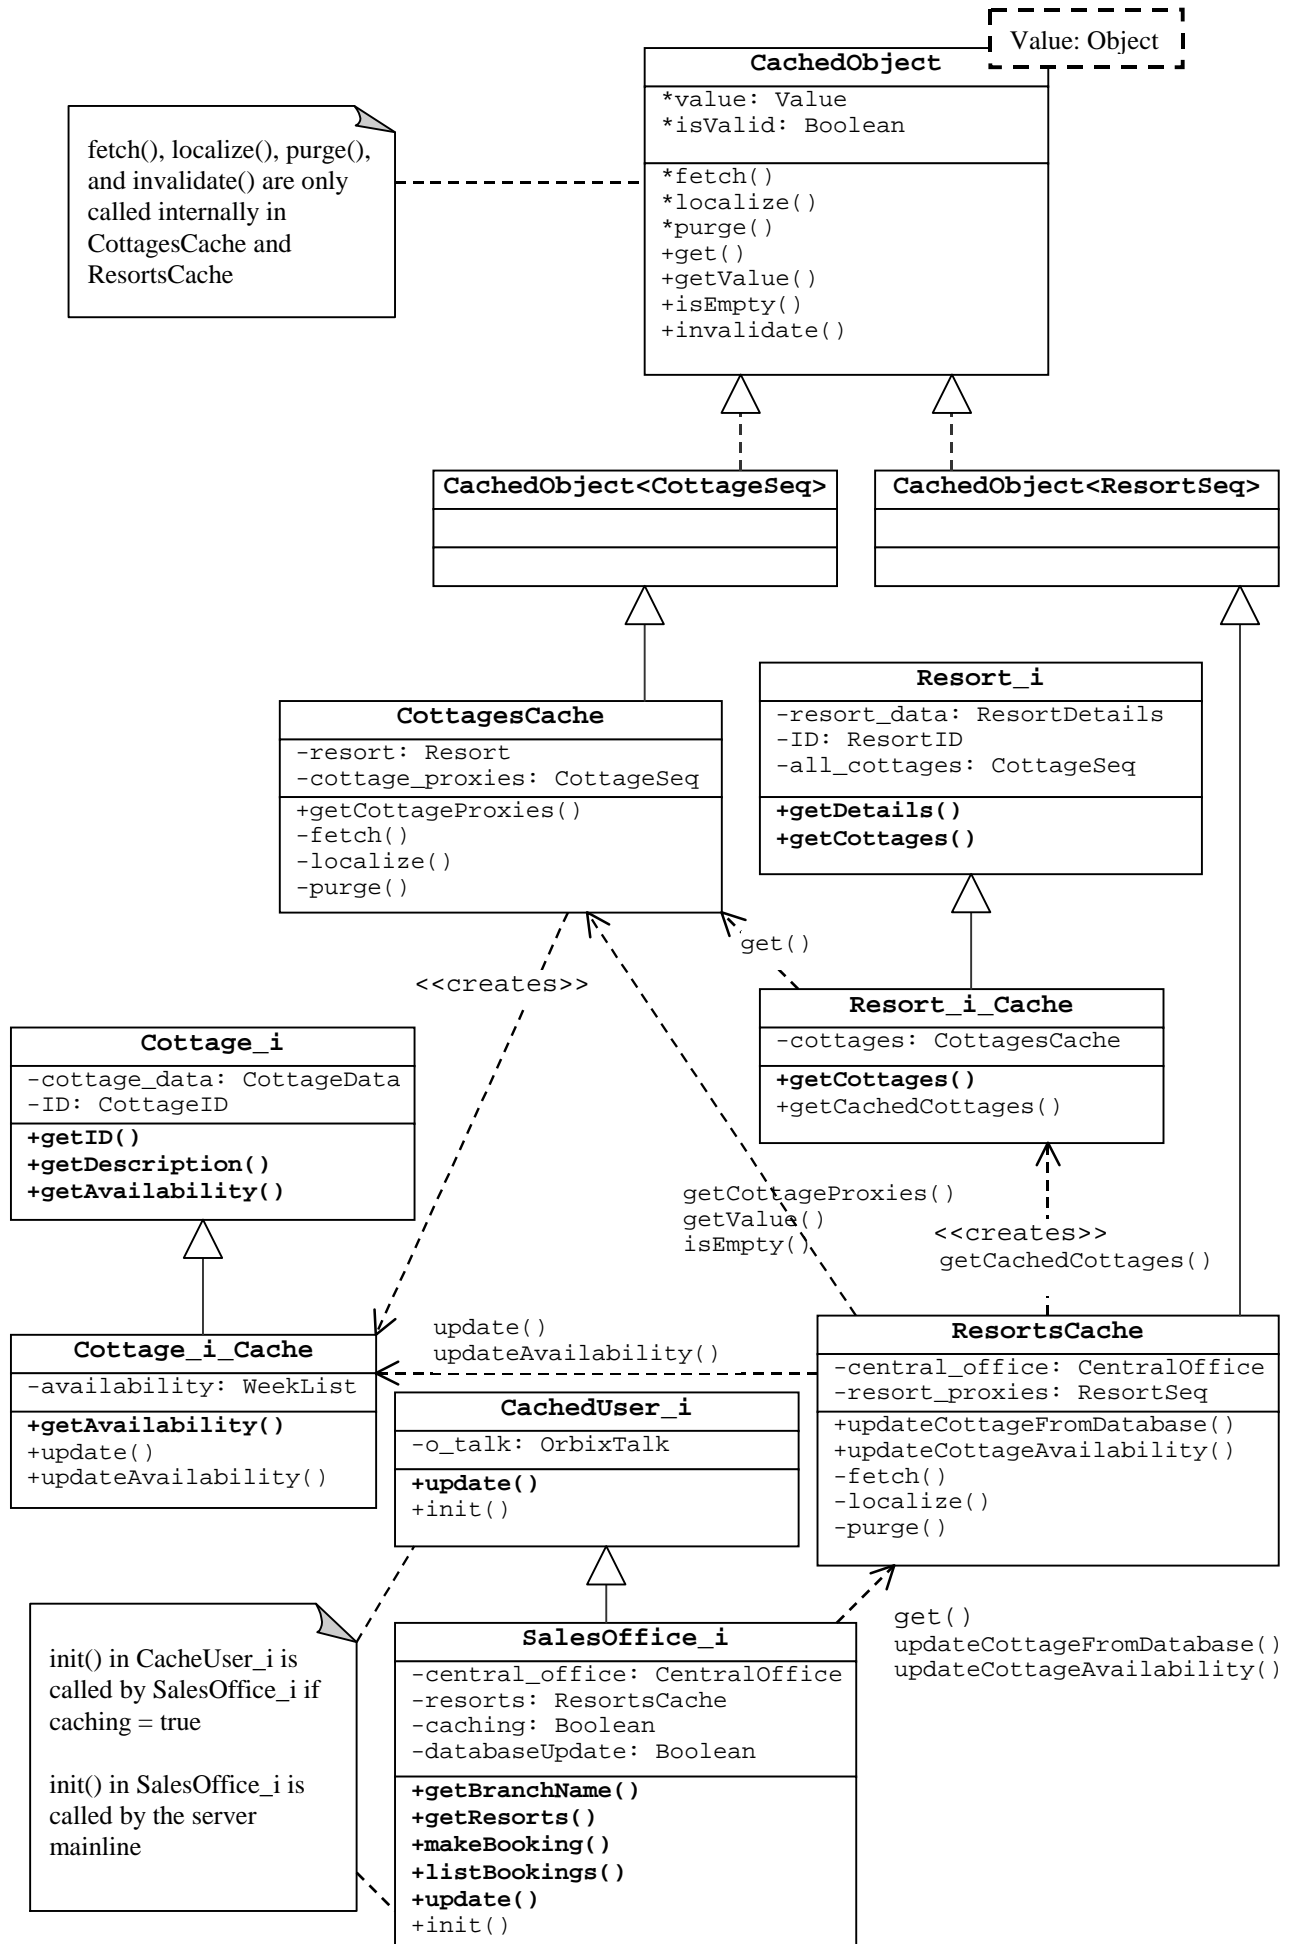 Value: Object
CachedObject
*value: Value
*isValid: Boolean
*fetch()
*localize()
*purge()
+get()
+getValue()
+isEmpty()
+invalidate()
fetch(), localize(), purge(),
and invalidate() are only
called internally in
CottagesCache and
ResortsCache
CachedObject<CottageSeq>
CachedObject<ResortSeq>
Resort_i
-resort_data: ResortDetails
-ID: ResortID
-all_cottages: CottageSeq
+getDetails()
+getCottages()
CottagesCache
-resort: Resort
-cottage_proxies: CottageSeq
+getCottageProxies()
-fetch()
-localize()
-purge()
get()
<<creates>>
Resort_i_Cache
-cottages: CottagesCache
+getCottages()
+getCachedCottages()
Cottage_i
-cottage_data: CottageData
-ID: CottageID
+getID()
+getDescription()
+getAvailability()
getCottageProxies()
getValue()
isEmpty()
<<creates>>
getCachedCottages()
update()
updateAvailability()
Cottage_i_Cache
-availability: WeekList
+getAvailability()
+update()
+updateAvailability()
ResortsCache
-central_office: CentralOffice
-resort_proxies: ResortSeq
+updateCottageFromDatabase()
+updateCottageAvailability()
-fetch()
-localize()
-purge()
CachedUser_i
-o_talk: OrbixTalk
+update()
+init()
get()
updateCottageFromDatabase()
updateCottageAvailability()
init() in CacheUser_i is
called by SalesOffice_i if
caching = true
init() in SalesOffice_i is
called by the server
mainline
SalesOffice_i
-central_office: CentralOffice
-resorts: ResortsCache
-caching: Boolean
-databaseUpdate: Boolean
+getBranchName()
+getResorts()
+makeBooking()
+listBookings()
+update()
+init()